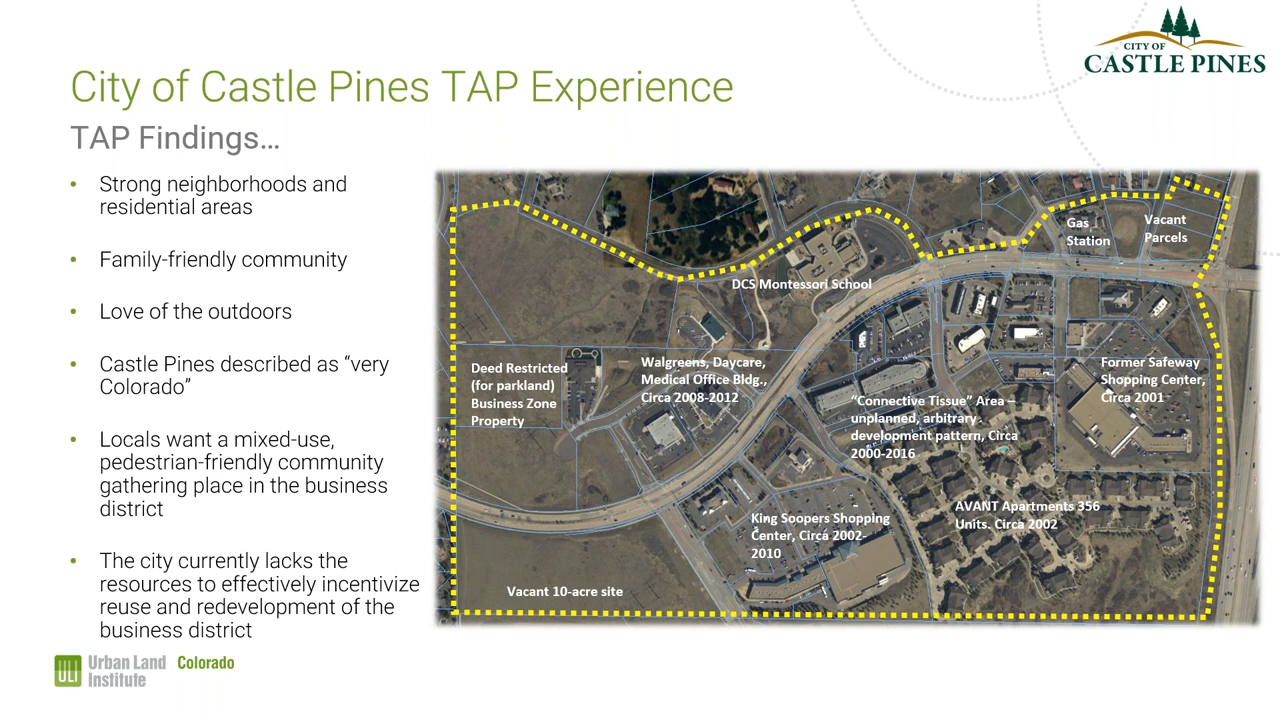 CITY OF
CASTLE PINES
City of Castle Pines TAP Experience
TAP Findings…
• Strong neighborhoods and
residential areas
• Family-friendly community
• Love of the outdoors
• Castle Pines described as “very
Colorado”
• Locals want a mixed-use,
pedestrian-friendly community
gathering place in the business
district
• The city currently lacks the
resources to effectively incentivize
reuse and redevelopment of the
business district
Gas
Station
Vacant
Parcels
DCS Montessori School
Deed Restricted
(for parkland)
Business Zone
Property
Walgreens, Daycare,
Medical Office Bldg.,
Circa 2008-2012
Former Safeway
Shopping Center,
Circa 2001
“Connective Tissue” Area –
unplanned, arbitrary
development pattern, Circa
2000-2016
King Soopers Shopping
Center, Circa 2002-
2010
AVANT Apartments 356
Units. Circa 2002
Vacant 10-acre site
ULI
Urban Land
Institute
Colorado